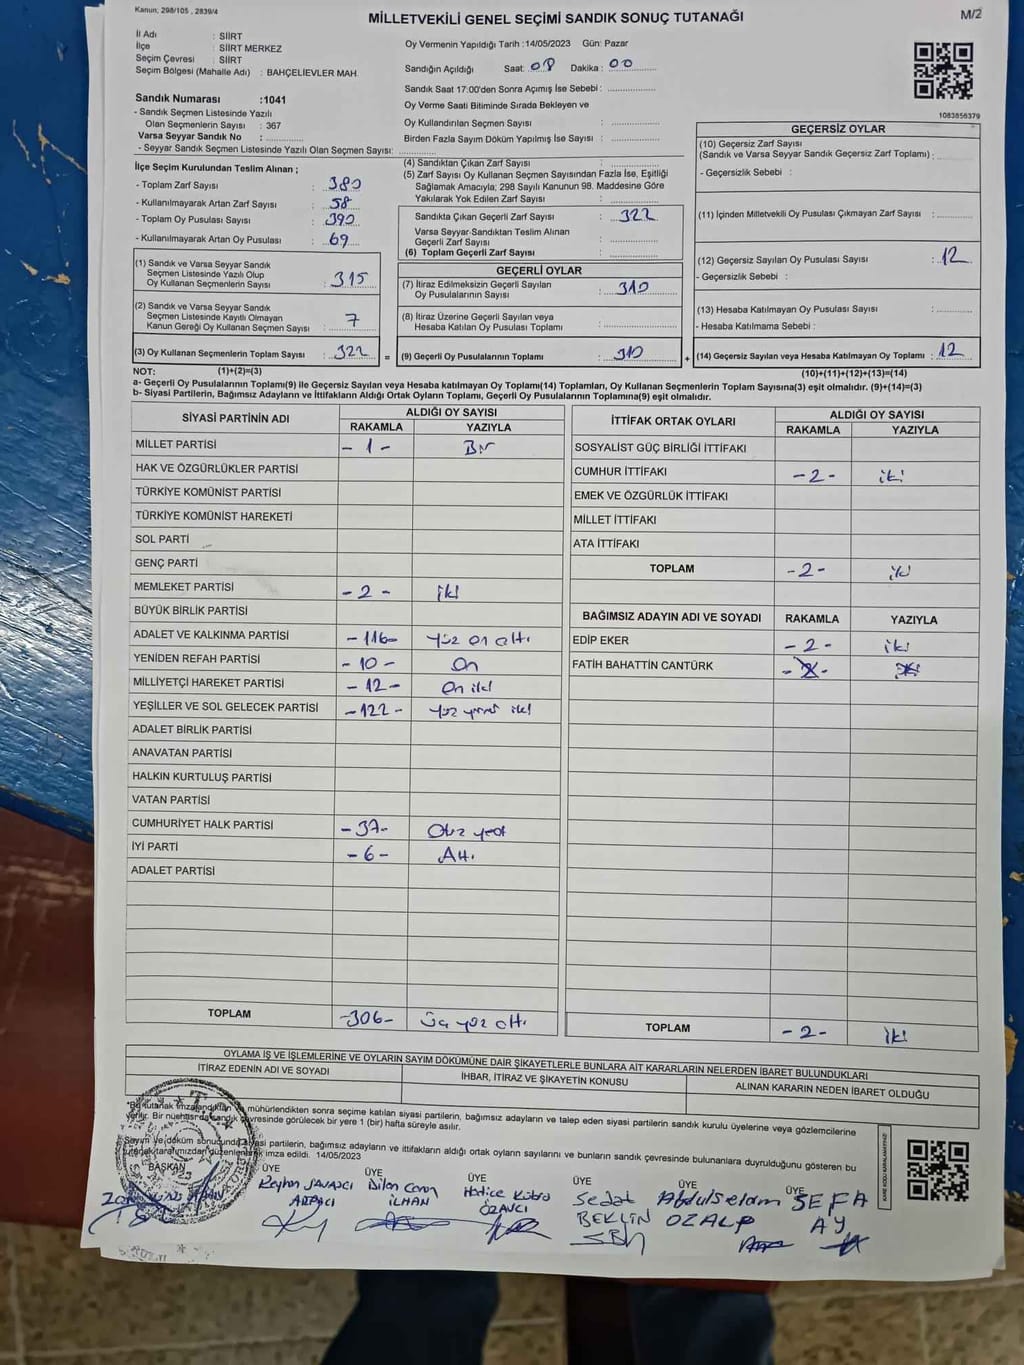 Kanun, 298/105 , 2839/4
MİLLETVEKİLİ GENEL SEÇİMİ SANDIK SONUÇ TUTANAĞI
M/2
İl Adı : SİİRT
İlçe : SİİRT MERKEZ
Seçim Çevresi : SİİRT
Seçim Bölgesi (Mahalle Adı) : BAHÇELİEVLER MAH.
Sandık Numarası :1041
- Sandık Seçmen Listesinde Yazılı
Olan Seçmenlerin Sayısı : 367
Varsa Seyyar Sandık No :
- Seyyar Sandık Seçmen Listesinde Yazılı Olan Seçmen Sayısı:
Oy Vermenin Yapıldığı Tarih :14/05/2023 Gün: Pazar
Sandığın Açıldığı Saat: 08 Dakika : 00
Sandık Saat 17:00'den Sonra Açımış İse Sebebi :
Oy Verme Saati Bitiminde Sırada Bekleyen ve
Oy Kullandırılan Seçmen Sayısı :
Birden Fazla Sayım Döküm Yapılmış İse Sayısı :
1083856379
İlçe Seçim Kurulundan Teslim Alınan ;
- Toplam Zarf Sayısı : 380
- Kullanılmayarak Artan Zarf Sayısı : 58
- Toplam Oy Pusulası Sayısı : 390
- Kullanılmayarak Artan Oy Pusulası : 69
(1) Sandık ve Varsa Seyyar Sandık
Seçmen Listesinde Yazılı Olup
Oy Kullanan Seçmenlerin Sayısı : 315
(2) Sandık ve Varsa Seyyar Sandık
Seçmen Listesinde Kayıtlı Olmayan
Kanun Gereği Oy Kullanan Seçmen Sayısı : 7
(3) Oy Kullanan Seçmenlerin Toplam Sayısı : 322 =
(4) Sandıktan Çıkan Zarf Sayısı :
(5) Zarf Sayısı Oy Kullanan Seçmen Sayısından Fazla İse, Eşitliği
Sağlamak Amacıyla; 298 Sayılı Kanunun 98. Maddesine Göre
Yakılarak Yok Edilen Zarf Sayısı :
Sandıkta Çıkan Geçerli Zarf Sayısı : 322
Varsa Seyyar Sandıktan Teslim Alınan
Geçerli Zarf Sayısı :
(6) Toplam Geçerli Zarf Sayısı :
GEÇERLİ OYLAR
(7) İtiraz Edilmeksizin Geçerli Sayılan
Oy Pusulalarının Sayısı : 310
(8) İtiraz Üzerine Geçerli Sayılan veya
Hesaba Katılan Oy Pusulası Toplamı :
(9) Geçerli Oy Pusulalarının Toplamı : 310 +
GEÇERSİZ OYLAR
(10) Geçersiz Zarf Sayısı
(Sandık ve Varsa Seyyar Sandık Geçersiz Zarf Toplamı) :
- Geçersizlik Sebebi :
(11) İçinden Milletvekili Oy Pusulası Çıkmayan Zarf Sayısı :
(12) Geçersiz Sayılan Oy Pusulası Sayısı : 12
- Geçersizlik Sebebi :
(13) Hesaba Katılmayan Oy Pusulası Sayısı :
- Hesaba Katılmama Sebebi :
(14) Geçersiz Sayılan veya Hesaba Katılmayan Oy Toplamı : 12
NOT: (1)+(2)=(3) (10)+(11)+(12)+(13)=(14)
a- Geçerli Oy Pusulalarının Toplamı(9) ile Geçersiz Sayılan veya Hesaba katılmayan Oy Toplamı(14) Toplamları, Oy Kullanan Seçmenlerin Toplam Sayısına(3) eşit olmalıdır. (9)+(14)=(3)
b- Siyasi Partilerin, Bağımsız Adayların ve İttifakların Aldığı Oyların Toplamı, Geçerli Oy Pusulalarının Toplamına(9) eşit olmalıdır.
SİYASİ PARTİNİN ADI ALDIĞI OY SAYISI
RAKAMLA YAZIYLA
MİLLET PARTİSİ -1- Bir
HAK VE ÖZGÜRLÜKLER PARTİSİ
TÜRKİYE KOMÜNİST PARTİSİ
TÜRKİYE KOMÜNİST HAREKETİ
SOL PARTİ
GENÇ PARTİ
MEMLEKET PARTİSİ -2- iki
BÜYÜK BİRLİK PARTİSİ
ADALET VE KALKINMA PARTİSİ -116- Yüz on altı
YENİDEN REFAH PARTİSİ -10- On
MİLLİYETÇİ HAREKET PARTİSİ -12- On iki
YEŞİLLER VE SOL GELECEK PARTİSİ -122- Yüz yirmi iki
ADALET BİRLİK PARTİSİ
ANAVATAN PARTİSİ
HALKIN KURTULUŞ PARTİSİ
VATAN PARTİSİ
CUMHURİYET HALK PARTİSİ -37- Otuz yedi
İYİ PARTİ -6- Altı
ADALET PARTİSİ
TOPLAM -306- Üç yüz altı
İTTİFAK ORTAK OYLARI ALDIĞI OY SAYISI
RAKAMLA YAZIYLA
SOSYALİST GÜÇ BİRLİĞİ İTTİFAKI
CUMHUR İTTİFAKI -2- iki
EMEK VE ÖZGÜRLÜK İTTİFAKI
MİLLET İTTİFAKI
ATA İTTİFAKI
TOPLAM -2- iki
BAĞIMSIZ ADAYIN ADI VE SOYADI RAKAMLA YAZIYLA
EDİP EKER -2- iki
FATİH BAHATTİN CANTÜRK
TOPLAM -2- iki
OYLAMA İŞ VE İŞLEMLERİNE VE OYLARIN SAYIM DÖKÜMÜNE DAİR ŞİKAYETLERLE BUNLARA AİT KARARLARIN NELERDEN İBARET BULUNDUKLARI
İTİRAZ EDENİN ADI VE SOYADI İHBAR, İTİRAZ VE ŞİKAYETİN KONUSU ALINAN KARARIN NEDEN İBARET OLDUĞU
mühürlendikten sonra seçime katılan siyasi partilerin, bağımsız adayların ve talep eden siyasi partilerin sandık kurulu üyelerine veya gözlemcilerine
verilir. Bir nüshası da sandık çevresinde görülecek bir yere 1 (bir) hafta süreyle asılır.
Sayım ve döküm sonucunda siyasi partilerin, bağımsız adayların ve ittifakların aldığı ortak oyların sayılarını ve bunların sandık çevresinde bulunanlara duyrulduğunu gösteren bu
tutanak tarafımızdan düzenlenerek imza edildi. 14/05/2023
BAŞKAN ÜYE ÜYE ÜYE ÜYE ÜYE
Reyhan SAVAŞCI Dilan Ceren İLHAN Hatice Kübra ÖZAVCI Sedat Abdulselam ÖZALP SEFA AY